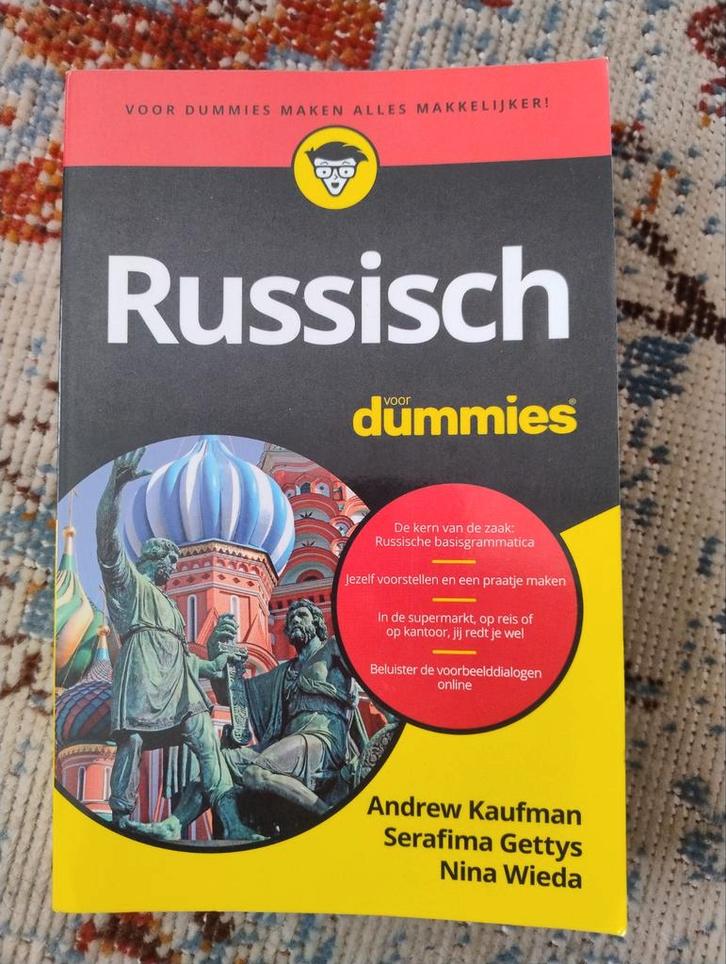 VOOR DUMMIES MAKEN ALLES MAKKELIJKER!
Russisch
voor
dummies®
De kern van de zaak:
Russische basisgrammatica
Jezelf voorstellen en een praatje maken
In de supermarkt, op reis of
op kantoor, jij redt je wel
Beluister de voorbeelddialogen
online
Andrew Kaufman
Serafima Gettys
Nina Wieda